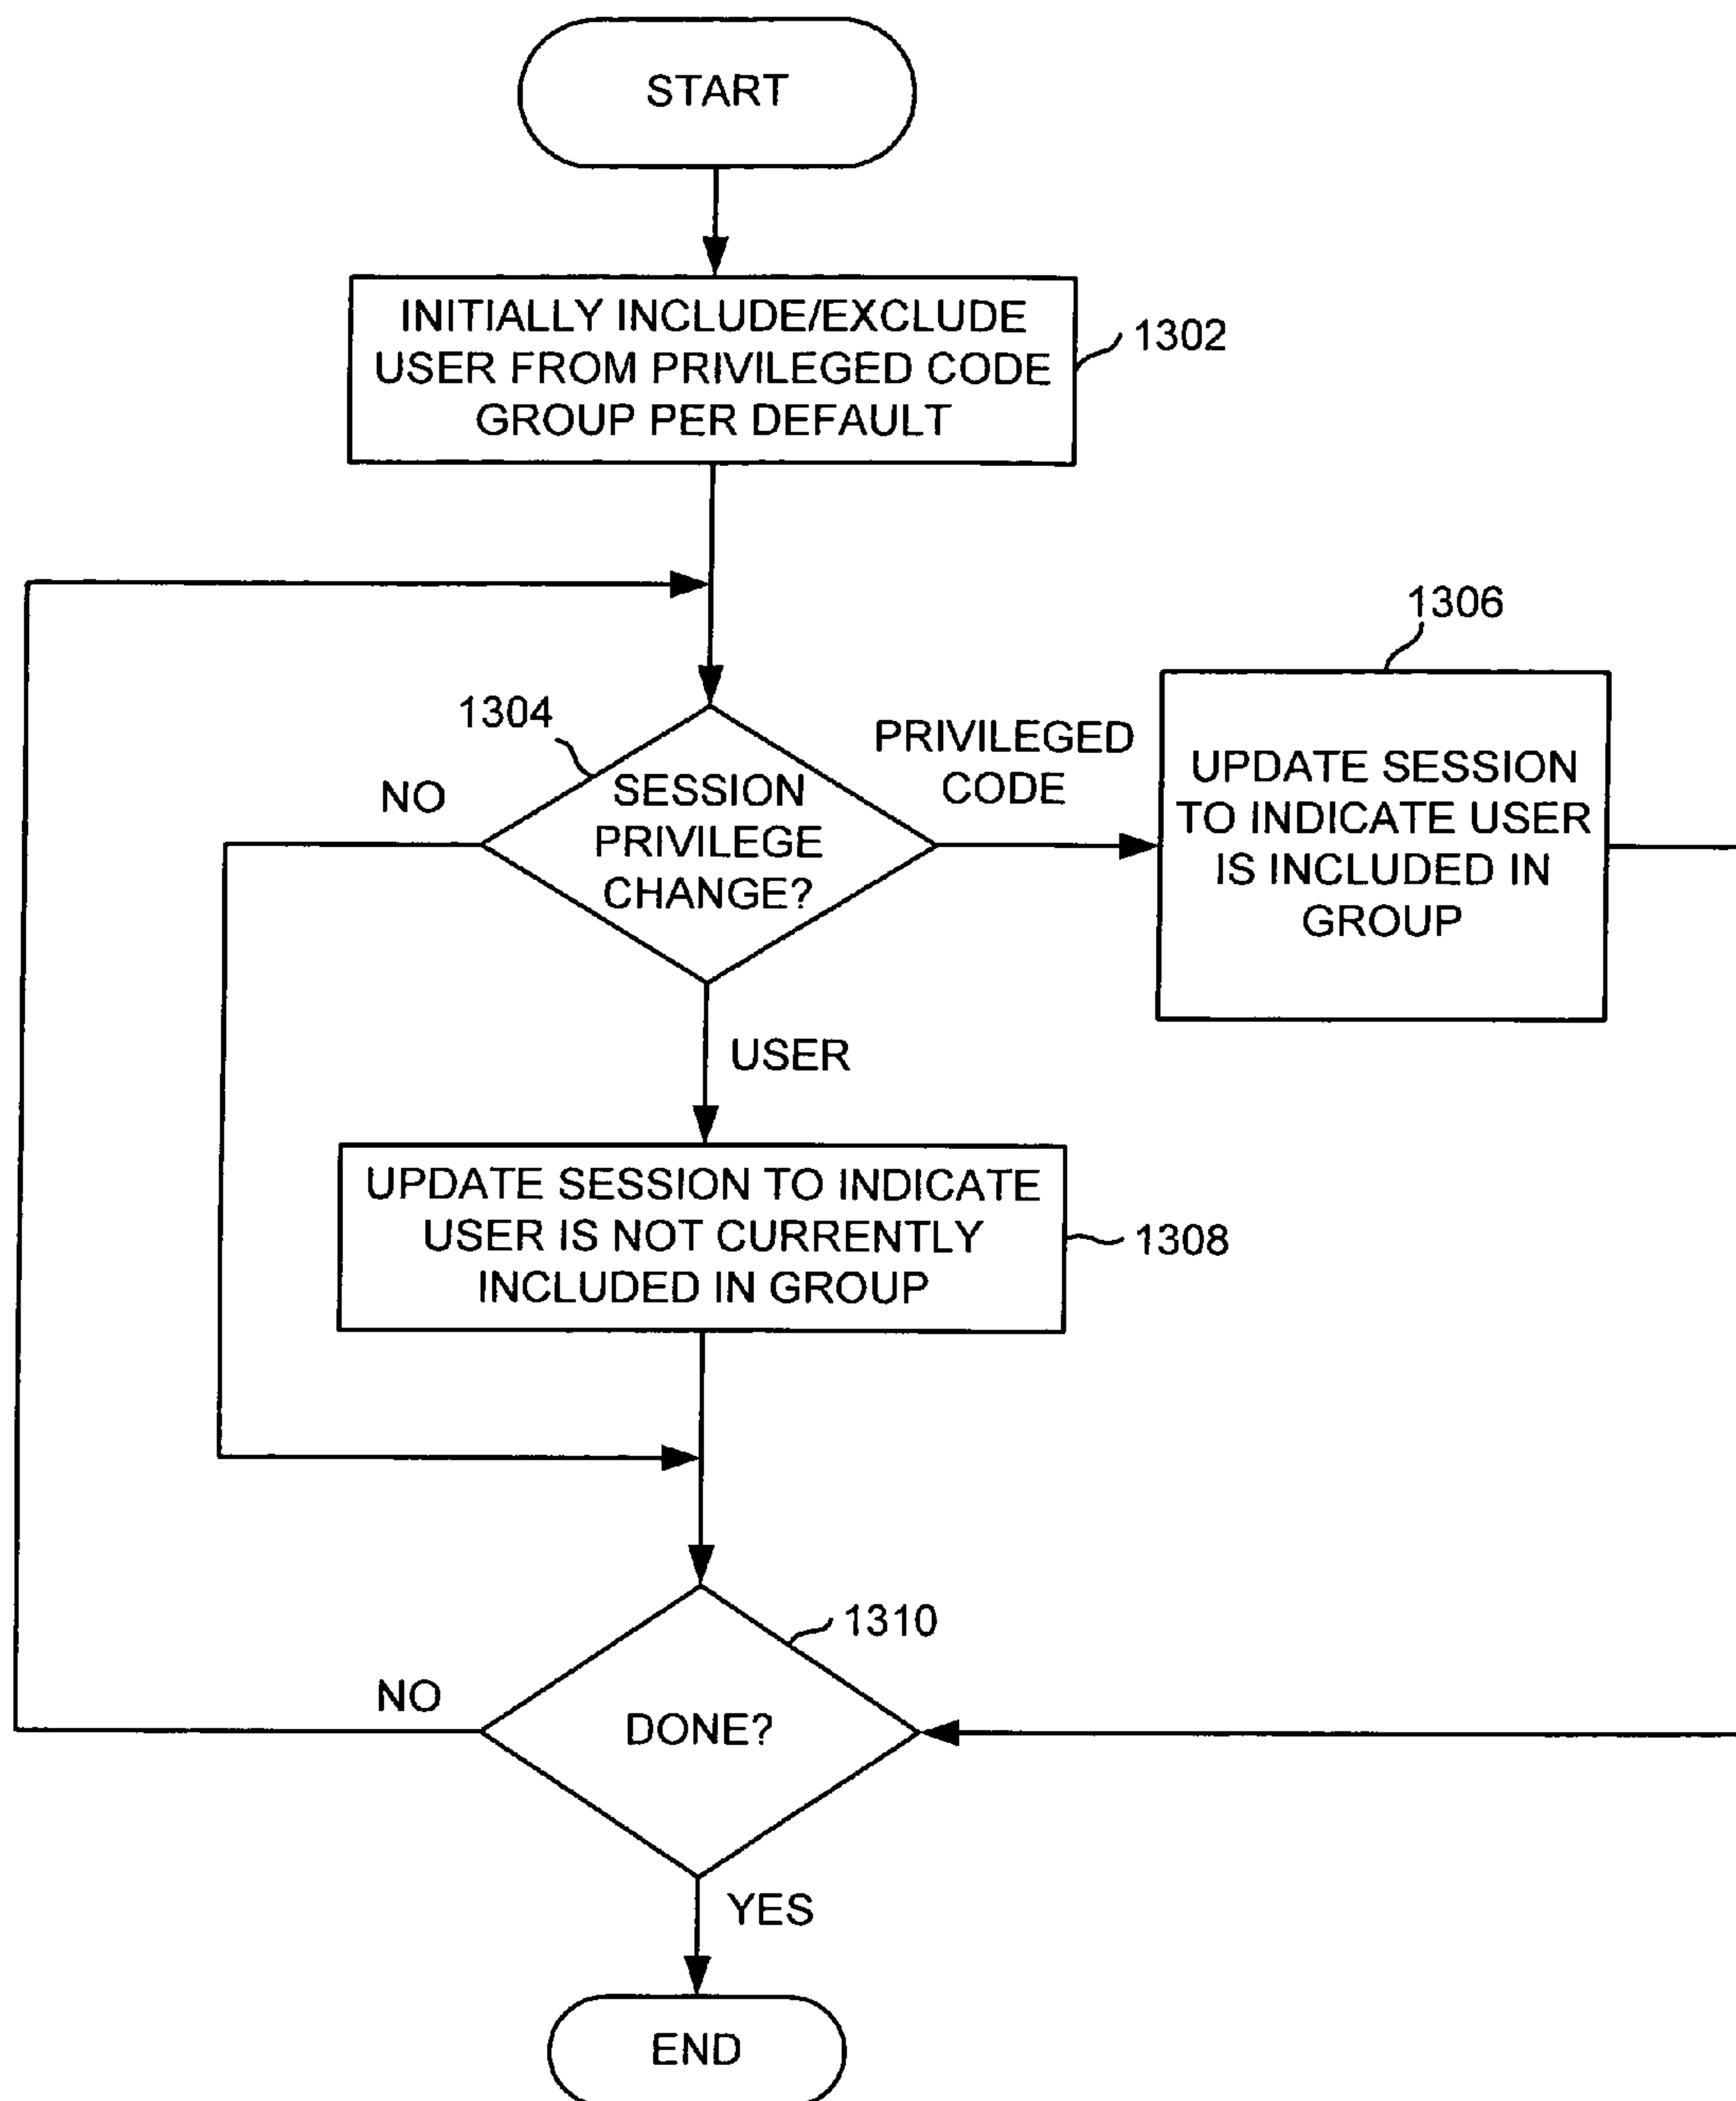 START
INITIALLY INCLUDE/EXCLUDE
USER FROM PRIVILEGED CODE
GROUP PER DEFAULT
1302
1306
1304
PRIVILEGED
CODE
NO
SESSION
PRIVILEGE
CHANGE?
UPDATE SESSION
TO INDICATE USER
IS INCLUDED IN
GROUP
USER
UPDATE SESSION TO INDICATE
USER IS NOT CURRENTLY
INCLUDED IN GROUP
1308
1310
NO
DONE?
YES
END